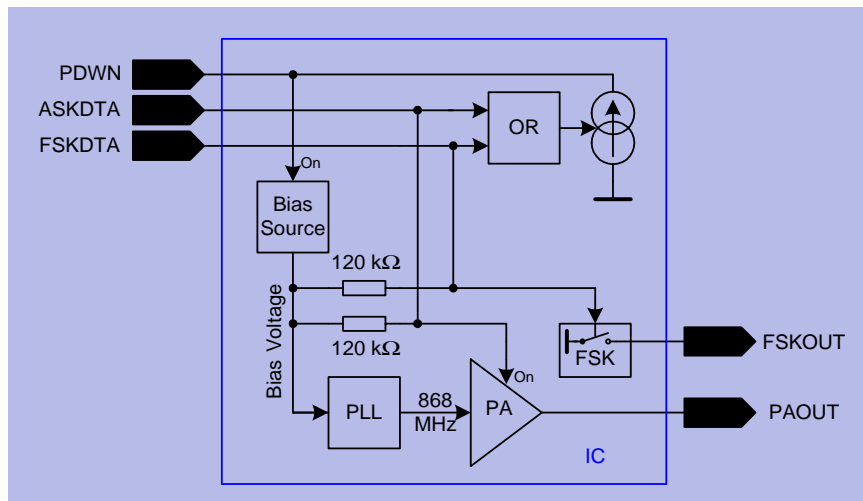 PDWN
ASKDTA
FSKDTA
OR
On
Bias
Source
120 kΩ
120 kΩ
Bias Voltage
FSK
FSKOUT
On
PLL
868
MHz
PA
PAOUT
IC